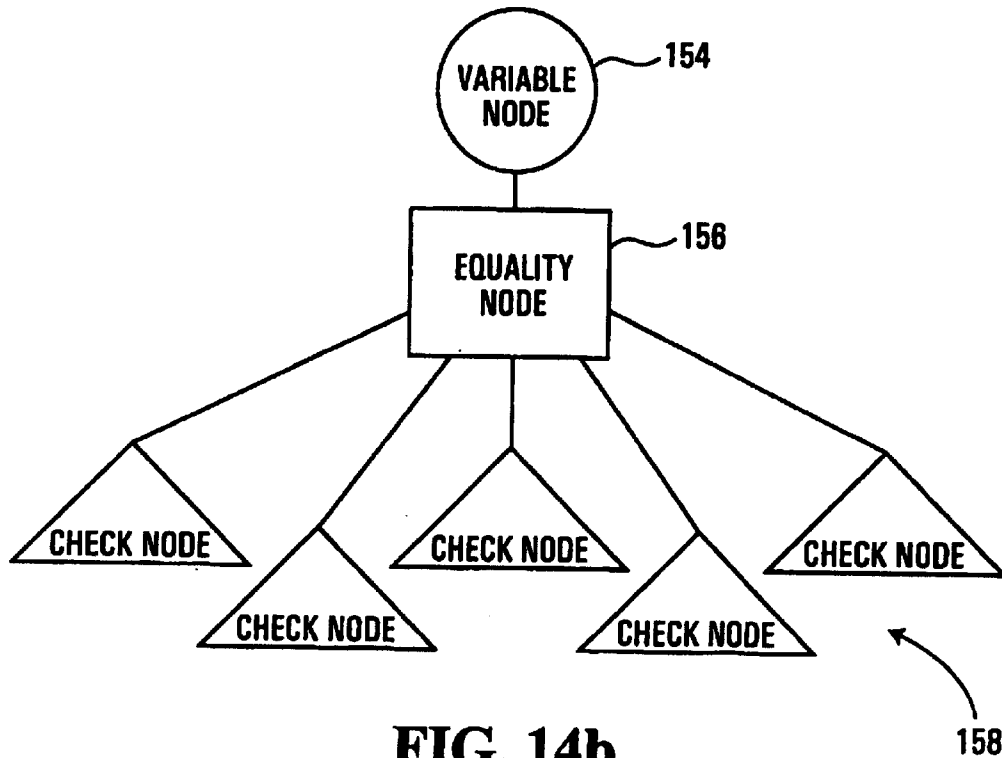 VARIABLE
NODE
154
EQUALITY
NODE
156
CHECK NODE
CHECK NODE
CHECK NODE
CHECK NODE
CHECK NODE
158
FIG. 14b